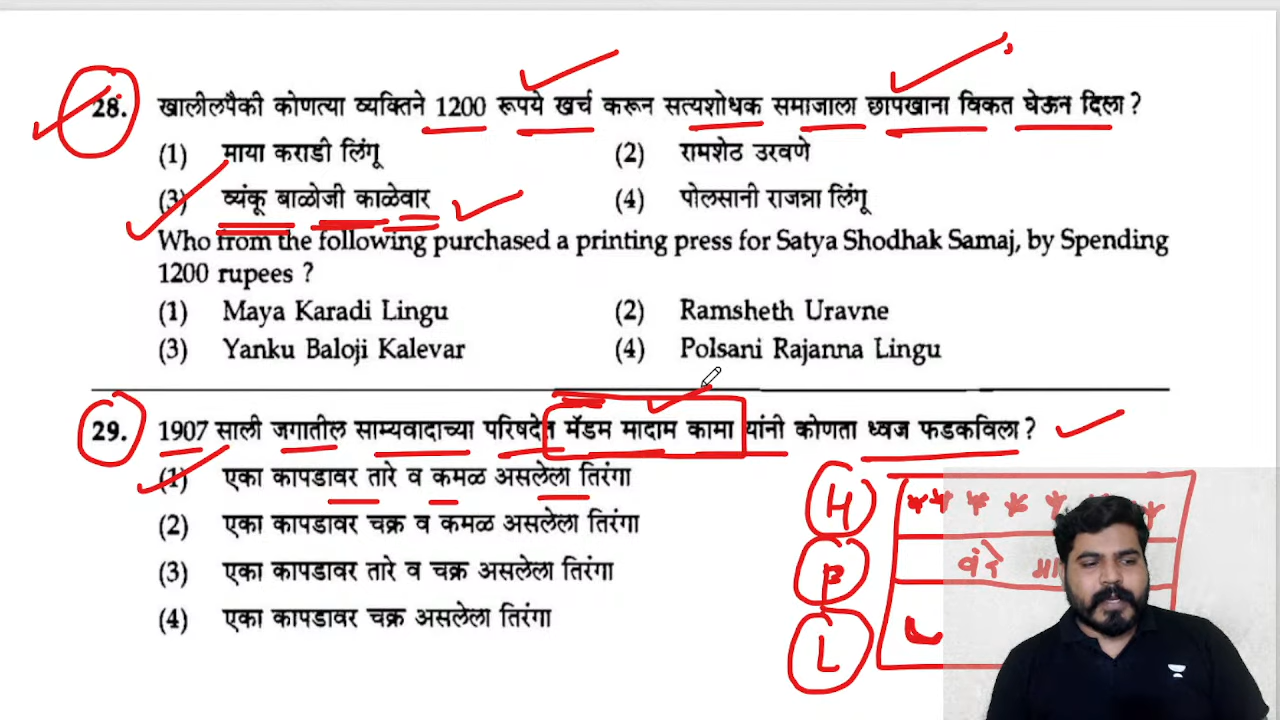 28. खालीलपैकी कोणत्या व्यक्तिने 1200 रूपये खर्च करून सत्यशोधक समाजाला छापखाना विकत घेऊन दिला ?
(1) माया कराडी लिंगू (2) रामशेठ उरवणे
(3) व्यंकू बाळोजी काळेवार (4) पोलसानी राजन्ना लिंगू
Who from the following purchased a printing press for Satya Shodhak Samaj, by Spending
1200 rupees ?
(1) Maya Karadi Lingu (2) Ramsheth Uravne
(3) Yanku Baloji Kalevar (4) Polsani Rajanna Lingu
29. 1907 साली जगातील साम्यवादाच्या परिषदेत मॅडम मादाम कामा यांनी कोणता ध्वज फडकविला ?
(1) एका कापडावर तारे व कमळ असलेला तिरंगा
(2) एका कापडावर चक्र व कमळ असलेला तिरंगा
(3) एका कापडावर तारे व चक्र असलेला तिरंगा
(4) एका कापडावर चक्र असलेला तिरंगा
H
P
वंदे
L